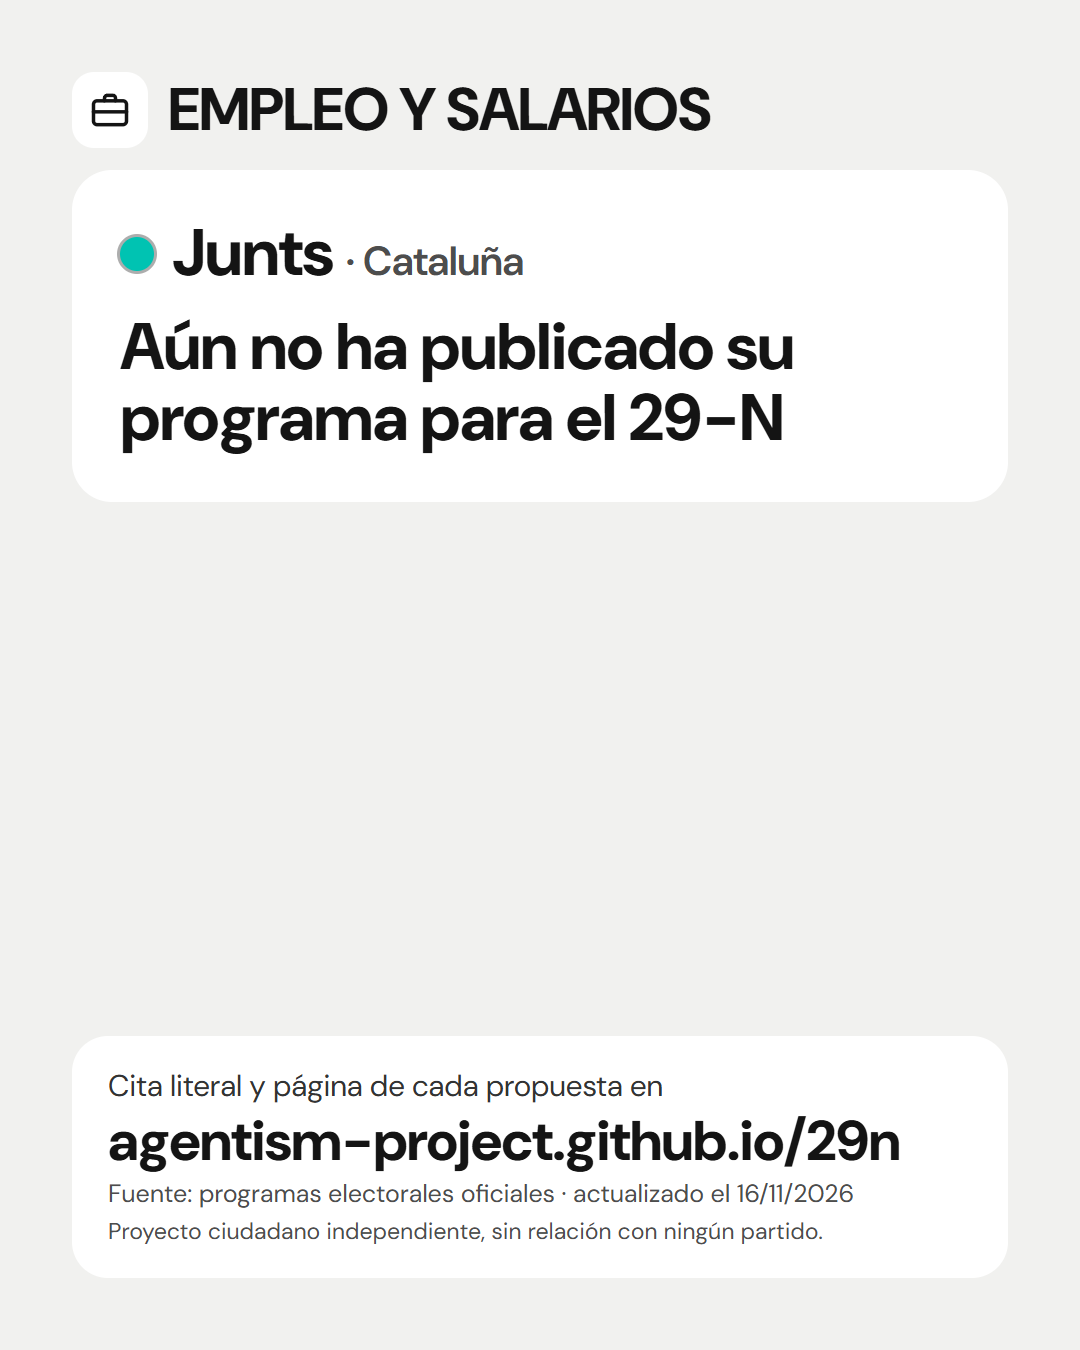 EMPLEO Y SALARIOS
Junts · Cataluña
Aún no ha publicado su
programa para el 29-N
Cita literal y página de cada propuesta en
agentism-project.github.io/29n
Fuente: programas electorales oficiales · actualizado el 16/11/2026
Proyecto ciudadano independiente, sin relación con ningún partido.